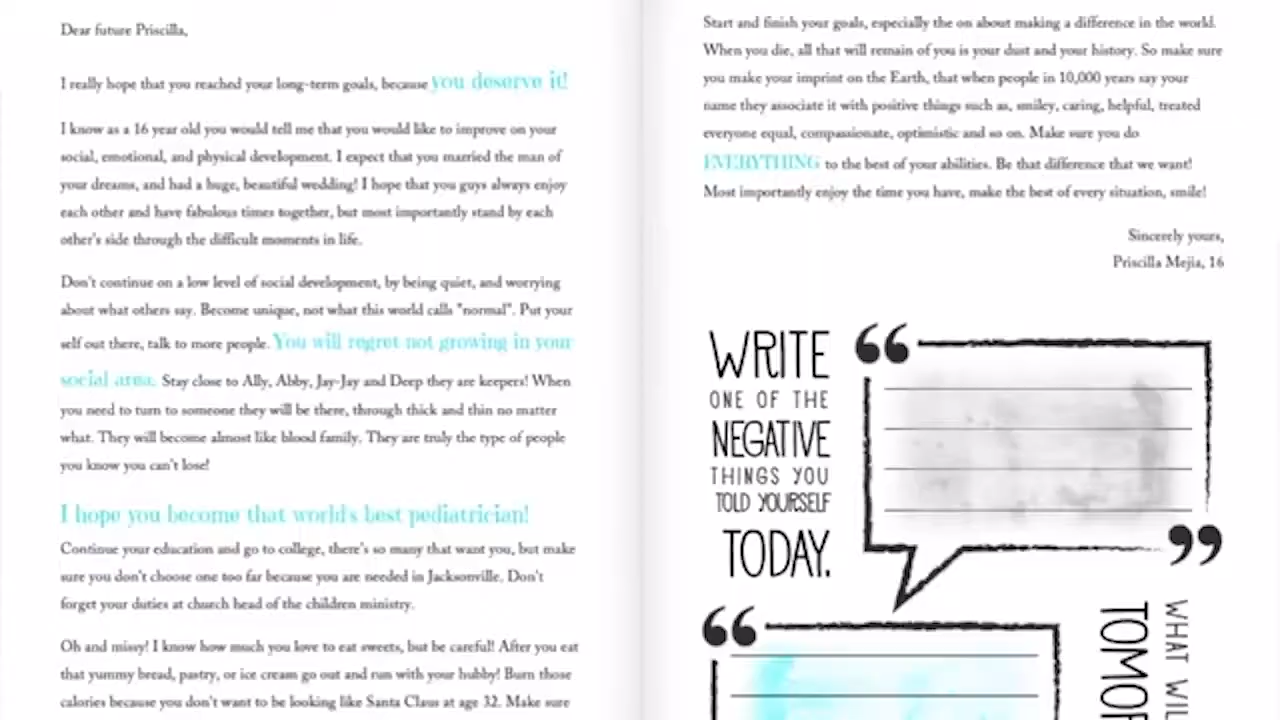 Dear future Priscilla,
I really hope that you reached your long-term goals, because you deserve it!
I know as a 16 year old you would tell me that you would like to improve on your
social, emotional, and physical development. I expect that you married the man of
your dreams, and had a huge, beautiful wedding! I hope that you guys always enjoy
each other and have fabulous times together, but most importantly stand by each
other's side through the difficult moments in life.
Don't continue on a low level of social development, by being quiet, and worrying
about what others say. Become unique, not what this world calls "normal". Put your
self out there, talk to more people. You will regret not growing in your
social area. Stay close to Ally, Abby, Jay-Jay and Deep they are keepers! When
you need to turn to someone they will be there, through thick and thin no matter
what. They will become almost like blood family. They are truly the type of people
you know you can't lose!
I hope you become that world's best pediatrician!
Continue your education and go to college, there's so many that want you, but make
sure you don't choose one too far because you are needed in Jacksonville. Don't
forget your duties at church head of the children ministry.
Oh and missy! I know how much you love to eat sweets, but be careful! After you eat
that yummy bread, pastry, or ice cream go out and run with your hubby! Burn those
calories because you don't want to be looking like Santa Claus at age 32. Make sure
Start and finish your goals, especially the on about making a difference in the world.
When you die, all that will remain of you is your dust and your history. So make sure
you make your imprint on the Earth, that when people in 10,000 years say your
name they associate it with positive things such as, smiley, caring, helpful, treated
everyone equal, compassionate, optimistic and so on. Make sure you do
EVERYTHING to the best of your abilities. Be that difference that we want!
Most importantly enjoy the time you have, make the best of every situation, smile!
Sincerely yours,
Priscilla Mejia, 16
WRITE
ONE OF THE
NEGATIVE
THINGS YOU
TOLD YOURSELF
TODAY.
WHAT